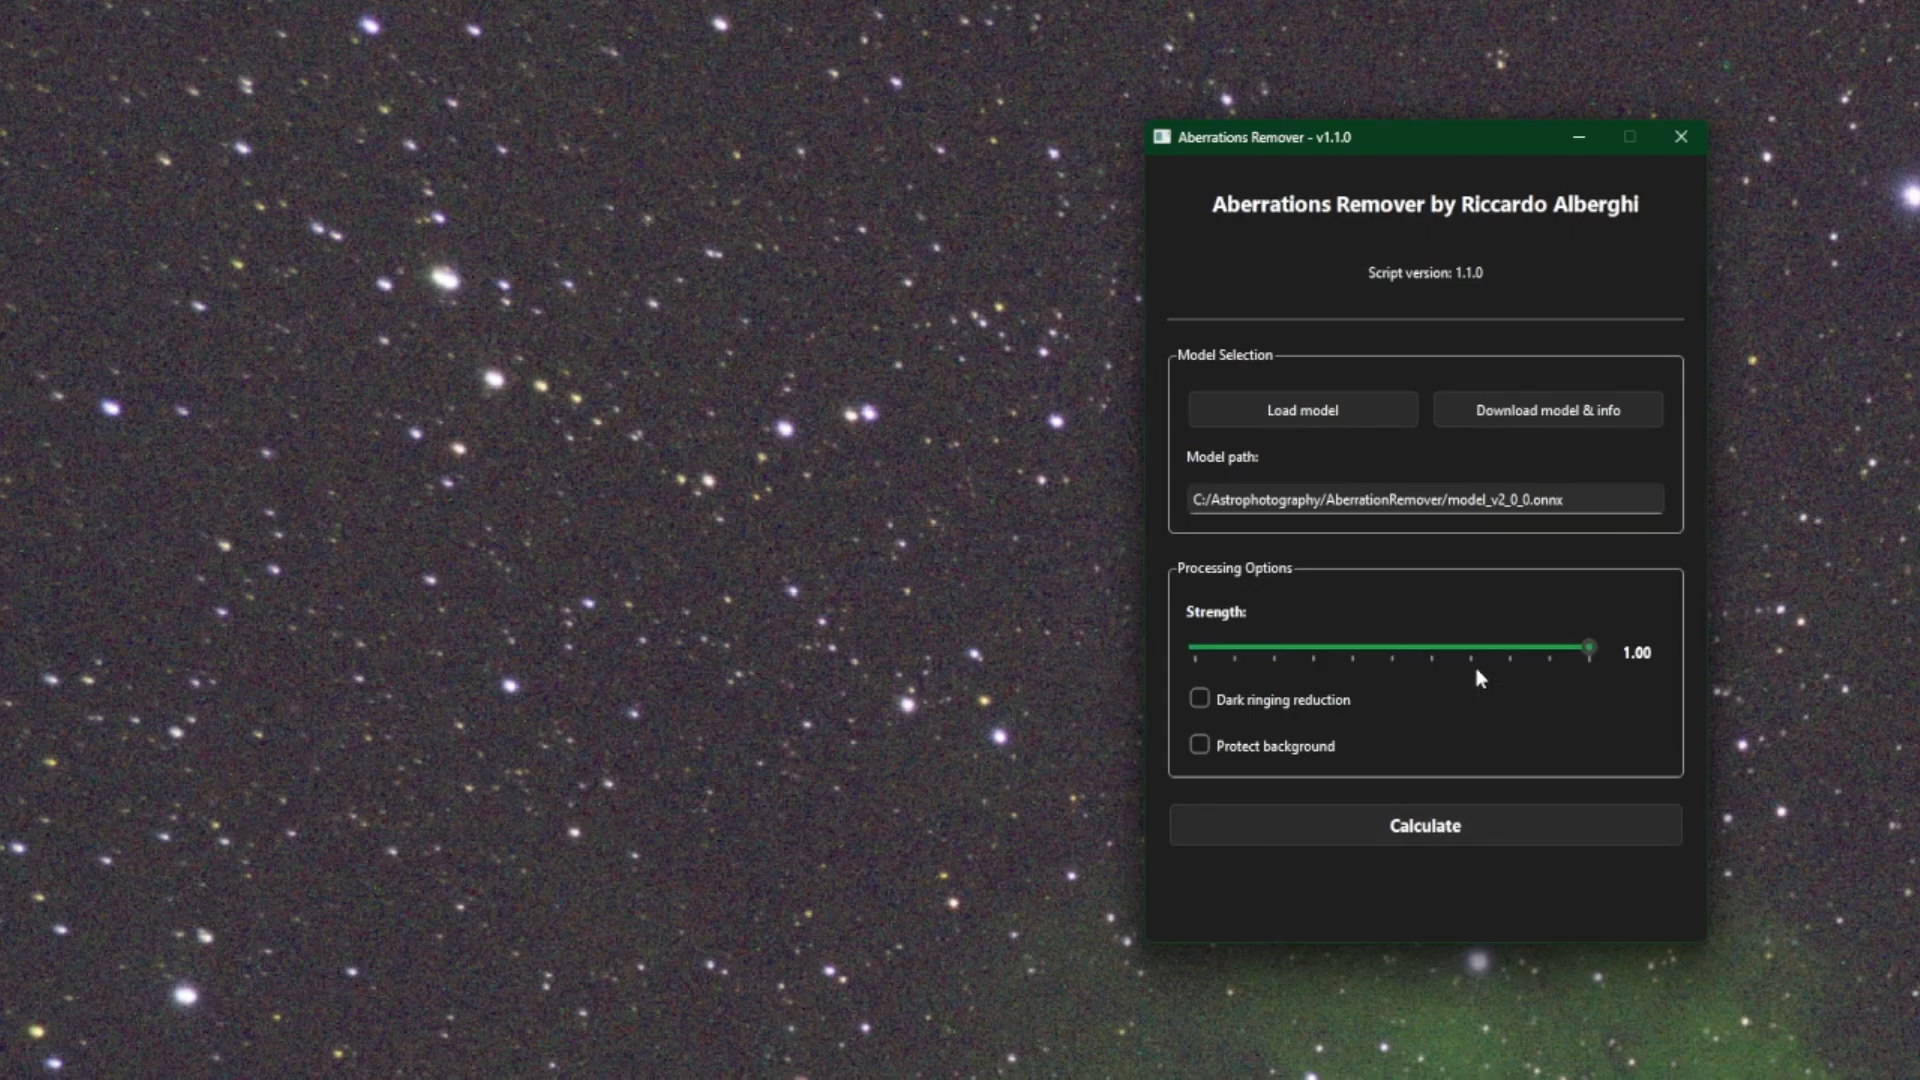 Aberrations Remover - v1.1.0
Aberrations Remover by Riccardo Alberghi
Script version: 1.1.0
Model Selection
Load model
Download model & info
Model path:
C:/Astrophotography/AberrationRemover/model_v2_0_0.onnx
Processing Options
Strength:
1.00
Dark ringing reduction
Protect background
Calculate